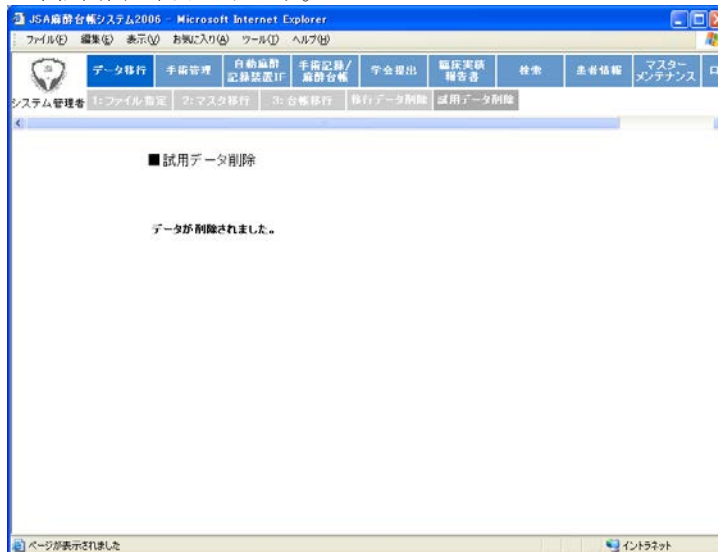 JSA麻酔台帳システム2006 - Microsoft Internet Explorer
ファイル(F) 編集(E) 表示(V) お気に入り(A) ツール(T) ヘルプ(H)
データ移行 手術管理 自動麻酔記録装置IF 手術記録/麻酔台帳 学会提出 臨床実績報告書 検索 患者情報 マスターメンテナンス ロ
システム管理者 1:ファイル指定 2:マスタ移行 3:台帳移行 移行データ削除 試用データ削除
■試用データ削除
データが削除されました。
ページが表示されました イントラネット